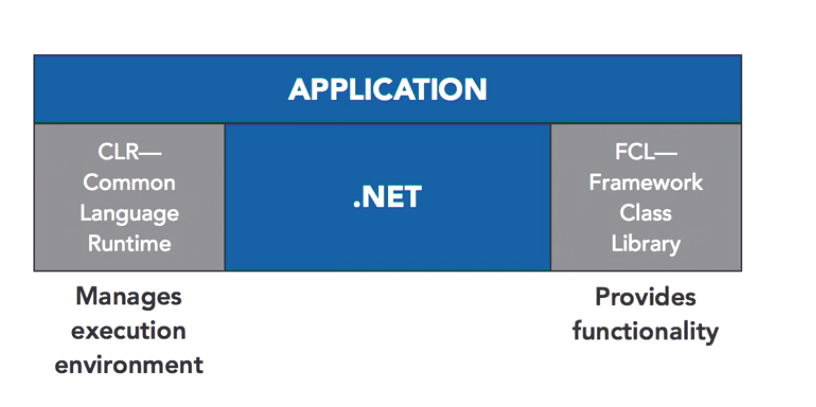 APPLICATION
CLR—
Common
Language
Runtime
.NET
FCL—
Framework
Class
Library
Manages
execution
environment
Provides
functionality